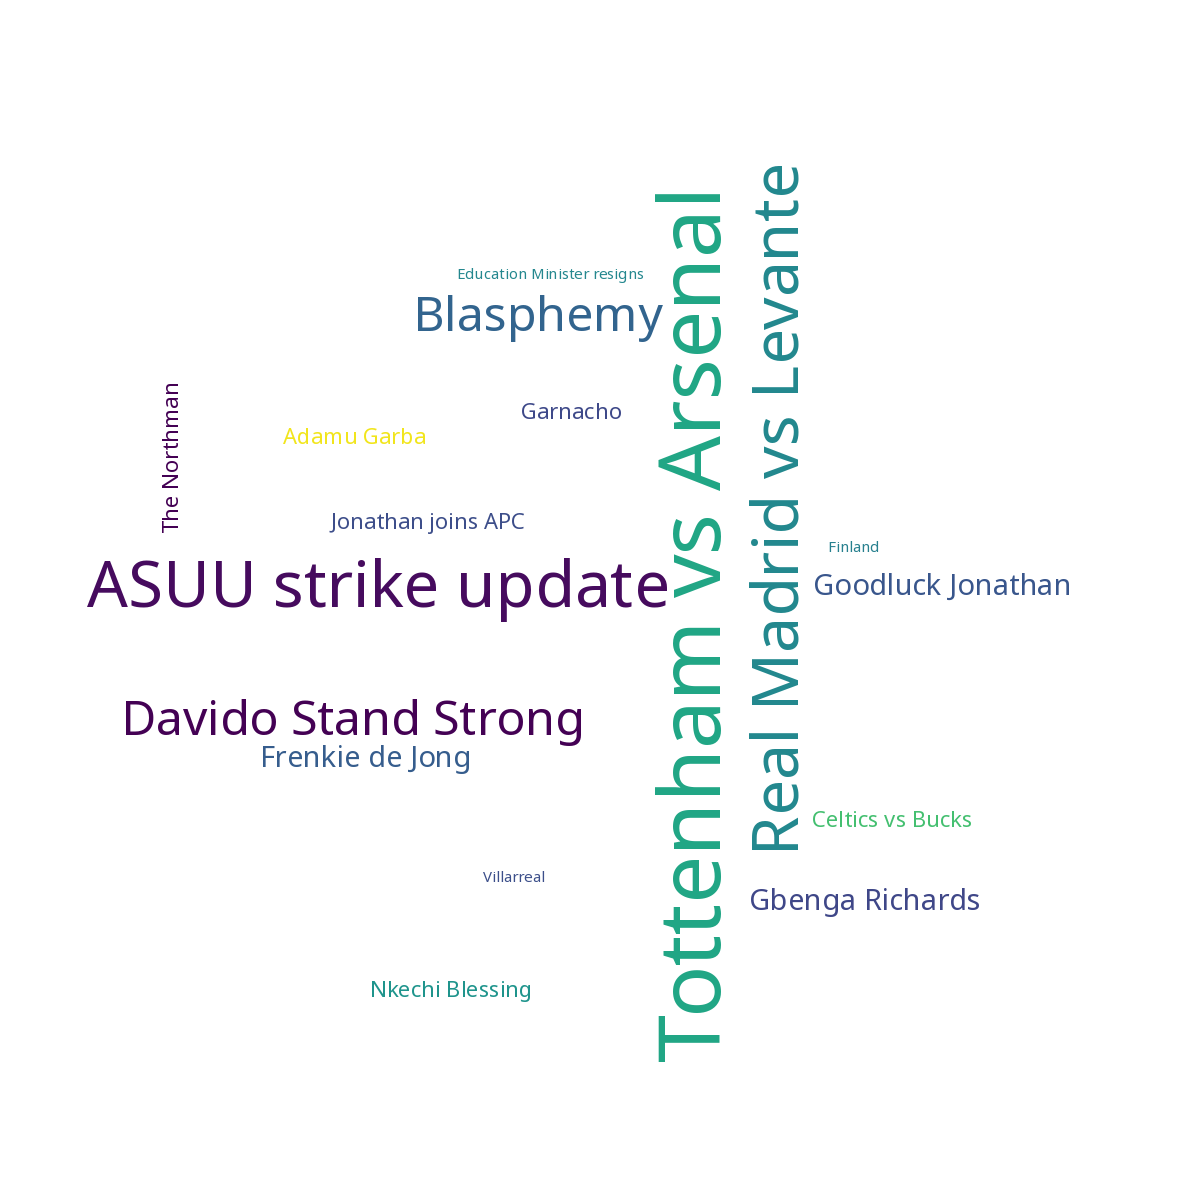 Education Minister resigns
Blasphemy
Garnacho
Adamu Garba
The Northman
Jonathan joins APC
ASUU strike update
Tottenham vs Arsenal
Real Madrid vs Levante
Finland
Goodluck Jonathan
Davido Stand Strong
Frenkie de Jong
Celtics vs Bucks
Villarreal
Gbenga Richards
Nkechi Blessing